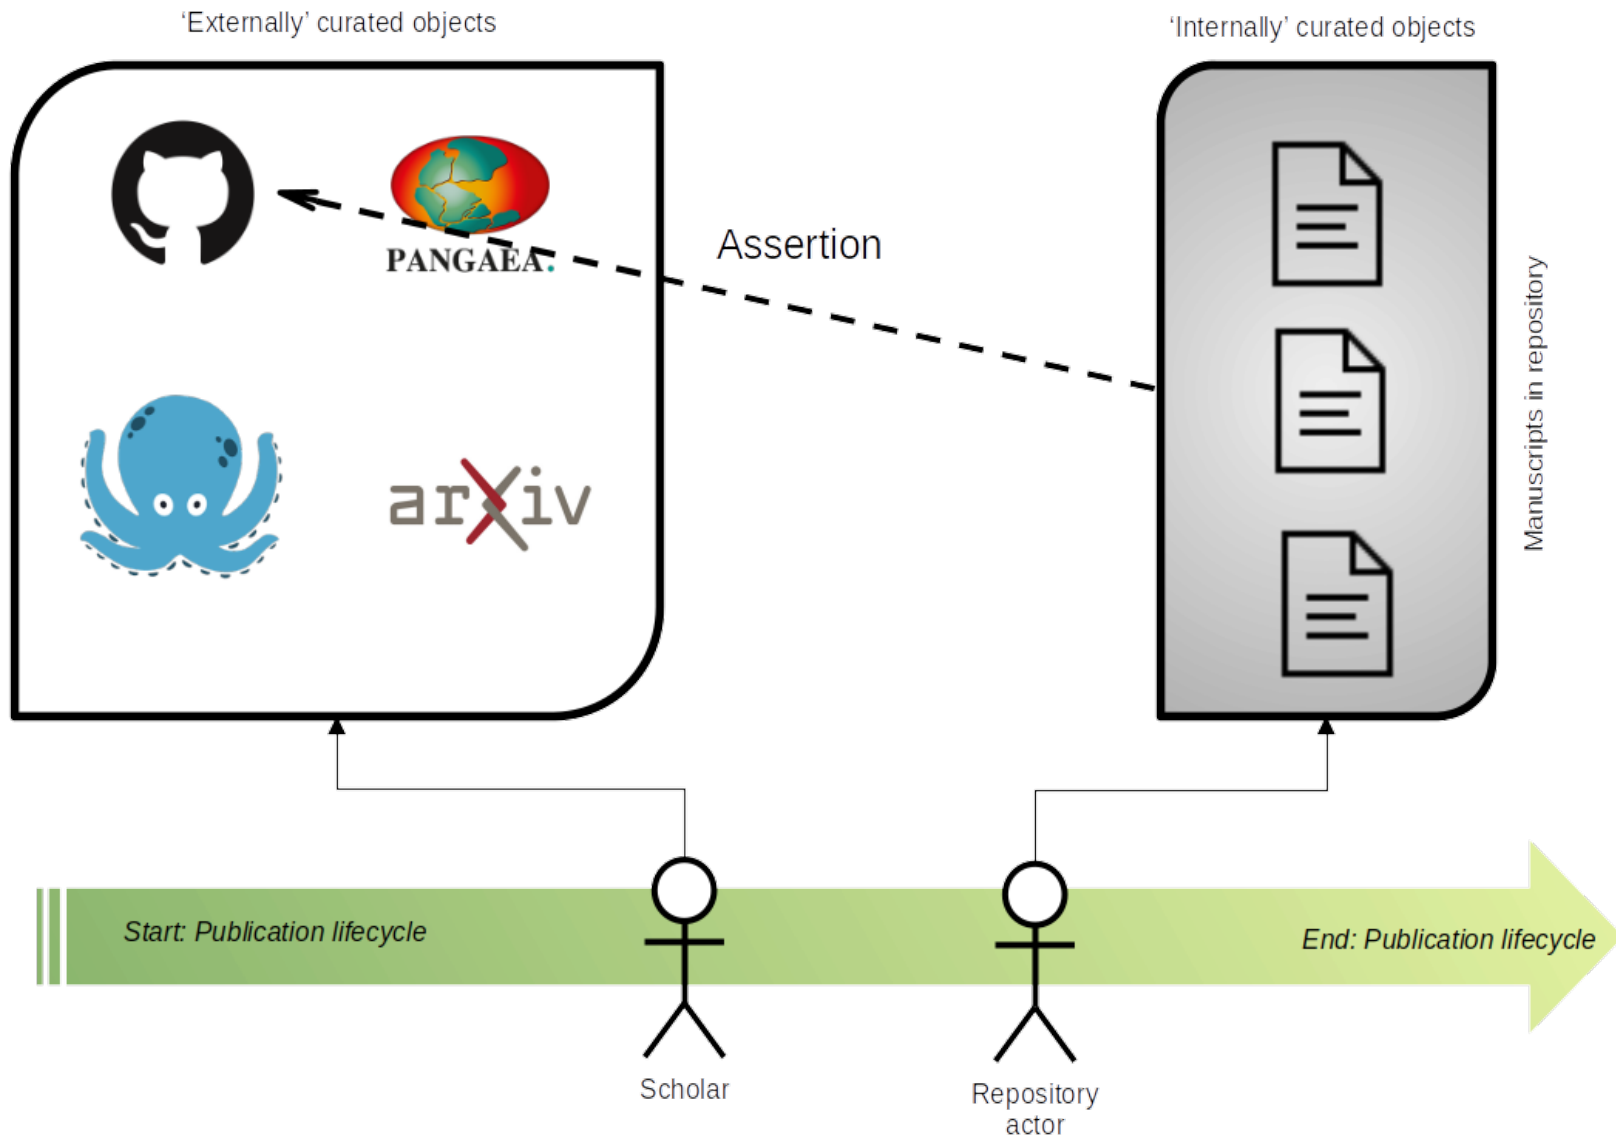 ‘Externally’ curated objects
‘Internally’ curated objects
PANGAEA.
Assertion
arXiv
Manuscripts in repository
Start: Publication lifecycle
End: Publication lifecycle
Scholar
Repository
actor